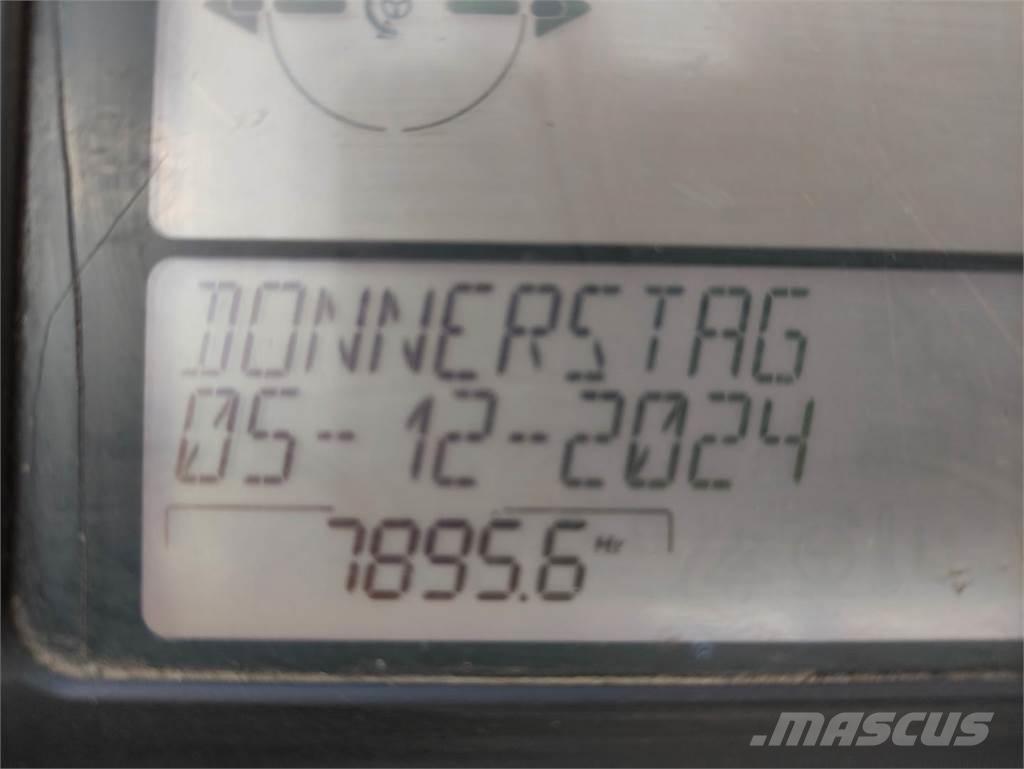 DONNERSTAG
05-12-2024
7895.6 Hr
MASCUS